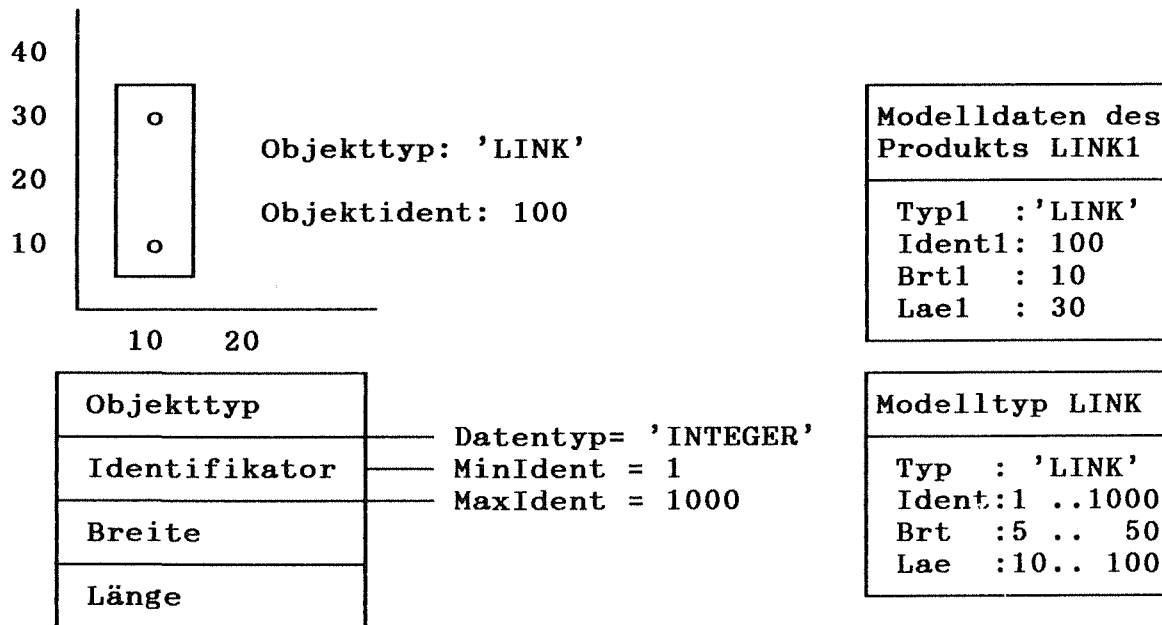 40
30
o
Objekttyp: 'LINK'
20
Objektident: 100
10
o
10 20
Modelldaten des
Produkts LINK1
Typ1 :'LINK'
Ident1: 100
Brt1 : 10
Lae1 : 30
Objekttyp
Identifikator
Breite
Länge
Datentyp= 'INTEGER'
MinIdent = 1
MaxIdent = 1000
Modelltyp LINK
Typ : 'LINK'
Ident:1 ..1000
Brt :5 .. 50
Lae :10.. 100